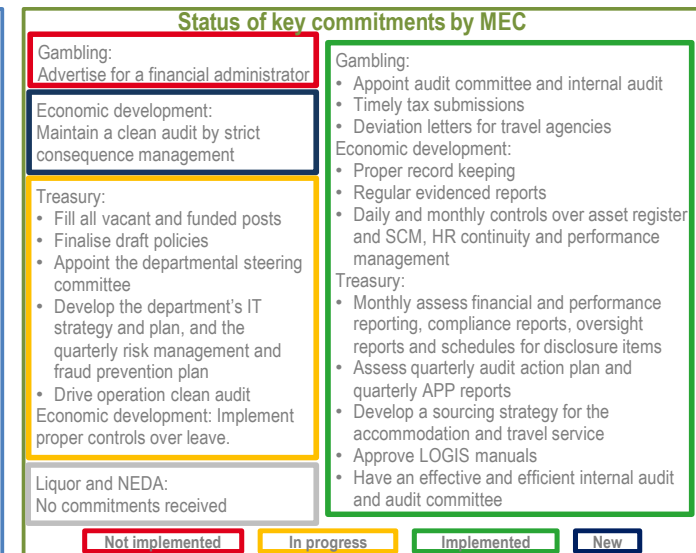 Status of key commitments by MEC
Gambling:
Advertise for a financial administrator
Economic development:
Maintain a clean audit by strict
consequence management
Treasury:
• Fill all vacant and funded posts
• Finalise draft policies
• Appoint the departmental steering
committee
• Develop the department's IT
strategy and plan, and the
quarterly risk management and
fraud prevention plan
• Drive operation clean audit
Economic development: Implement
proper controls over leave.
Liquor and NEDA:
No commitments received
Gambling:
• Appoint audit committee and internal audit
• Timely tax submissions
• Deviation letters for travel agencies
Economic development:
• Proper record keeping
• Regular evidenced reports
• Daily and monthly controls over asset register
and SCM, HR continuity and performance
management
Treasury:
• Monthly assess financial and performance
reporting, compliance reports, oversight
reports and schedules for disclosure items
• Assess quarterly audit action plan and
quarterly APP reports
• Develop a sourcing strategy for the
accommodation and travel service
• Approve LOGIS manuals
• Have an effective and efficient internal audit
and audit committee
Not implemented
In progress
Implemented
New